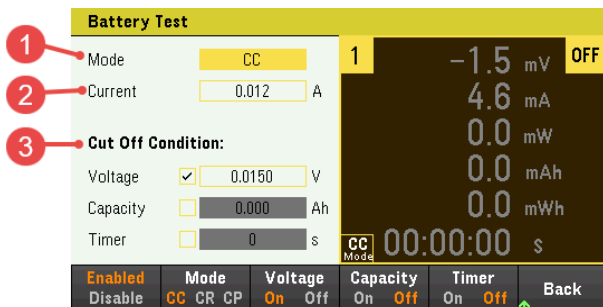 Battery Test
1
Mode
CC
2
Current
0.012
A
3
Cut Off Condition:
Voltage
✓
0.0150
V
Capacity
0.000
Ah
Timer
0
s
1
OFF
-1.5 mV
4.6 mA
0.0 mW
0.0 mAh
0.0 mWh
CC
Mode
00:00:00 s
Enabled
Disable
Mode
CC CR CP
Voltage
On Off
Capacity
On Off
Timer
On Off
Back